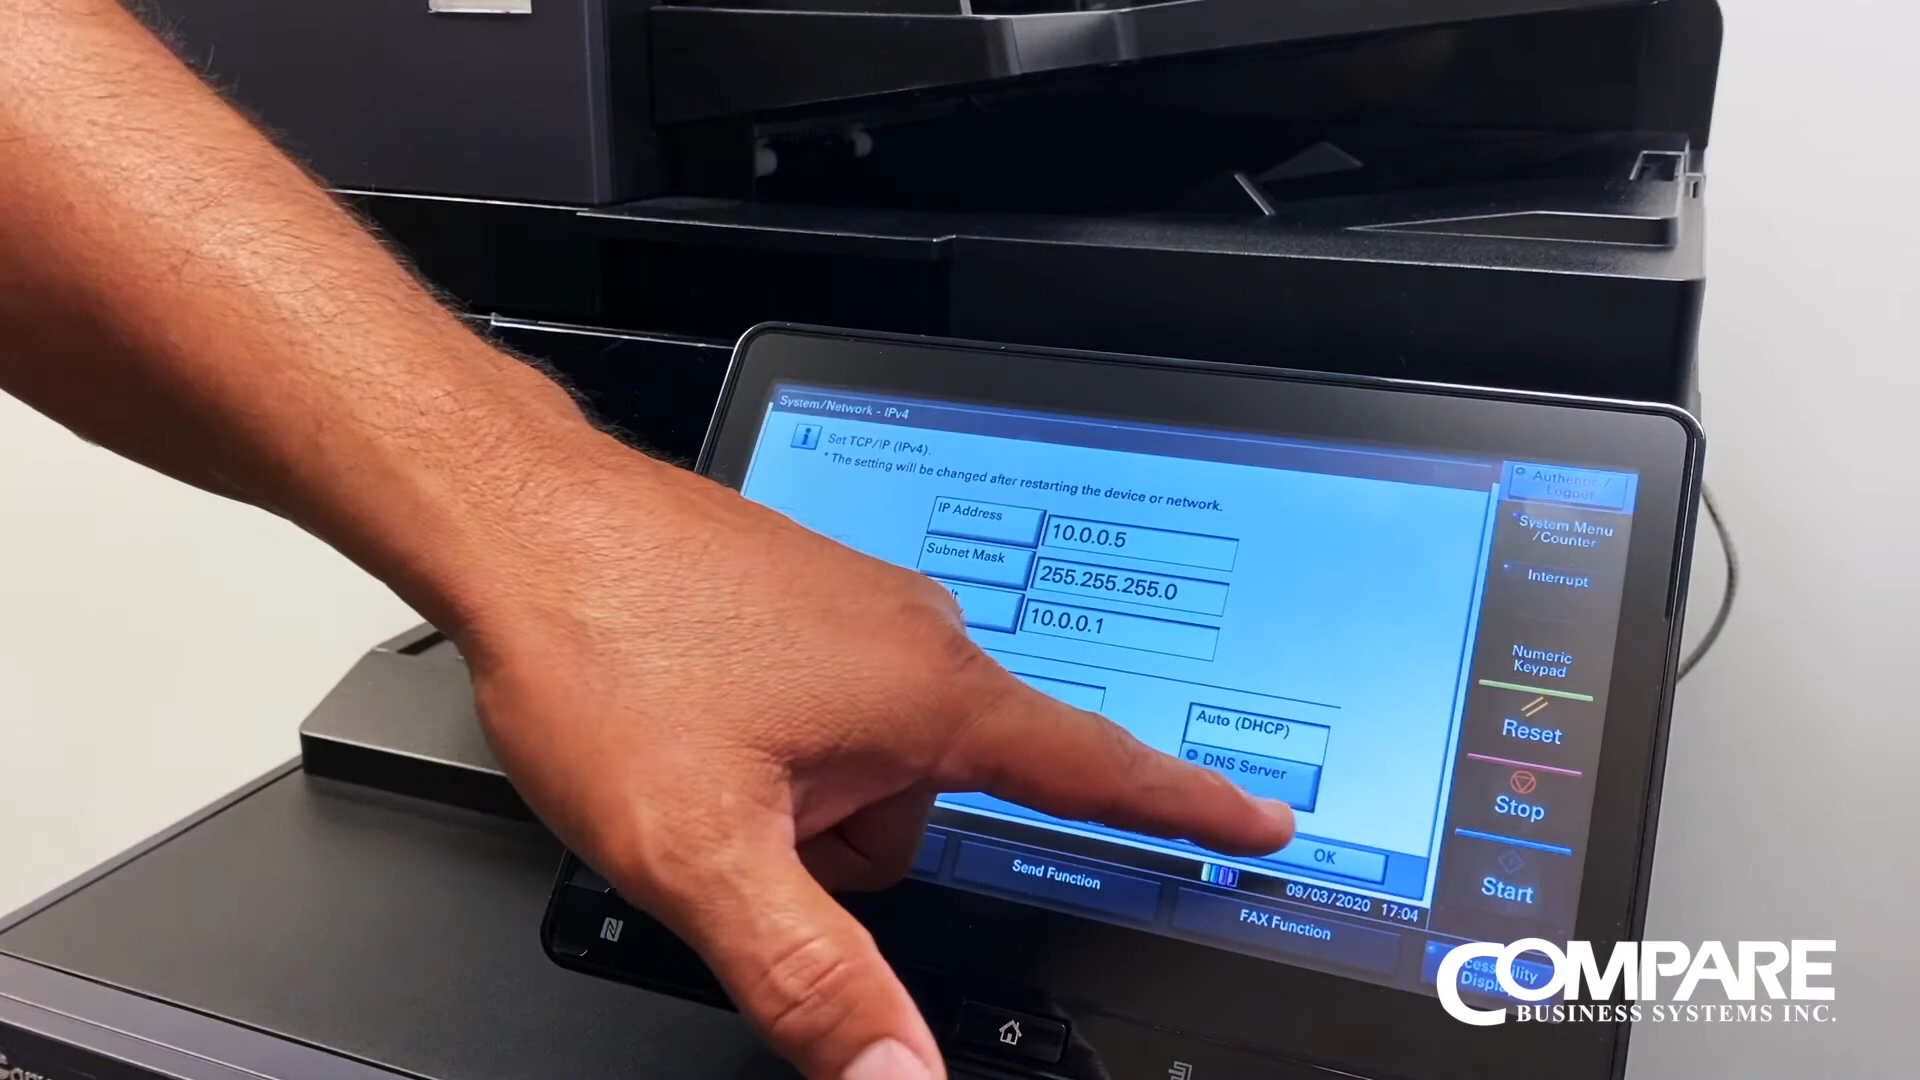 System/Network - IPv4
Set TCP/IP (IPv4).
* The setting will be changed after restarting the device or network.
IP Address
10.0.0.5
Subnet Mask
255.255.255.0
10.0.0.1
Auto (DHCP)
DNS Server
OK
Send Function
FAX Function
09/03/2020 17:04
Logout
System Menu
/Counter
Interrupt
Numeric
Keypad
Reset
Stop
Start
COMPARE
BUSINESS SYSTEMS INC.